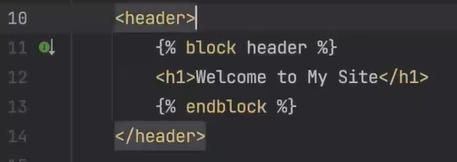 10 <header>
11 {% block header %}
12 <h1>Welcome to My Site</h1>
13 {% endblock %}
14 </header>